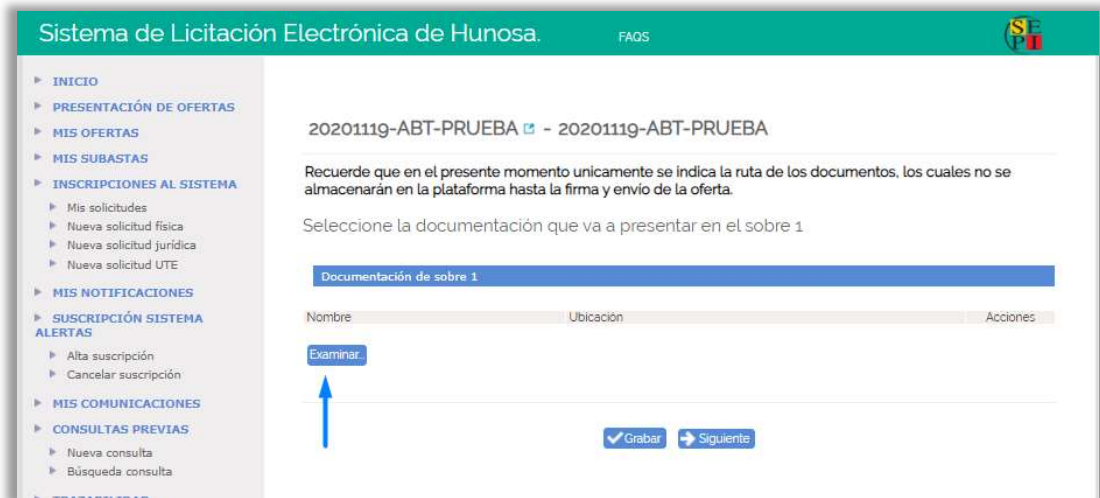 Sistema de Licitación Electrónica de Hunosa.
FAQS
SE
PI
INICIO
PRESENTACIÓN DE OFERTAS
MIS OFERTAS
MIS SUBASTAS
INSCRIPCIONES AL SISTEMA
Mis solicitudes
Nueva solicitud física
Nueva solicitud jurídica
Nueva solicitud UTE
MIS NOTIFICACIONES
SUSCRIPCIÓN SISTEMA
ALERTAS
Alta suscripción
Cancelar suscripción
MIS COMUNICACIONES
CONSULTAS PREVIAS
Nueva consulta
Búsqueda consulta
20201119-ABT-PRUEBA - 20201119-ABT-PRUEBA
Recuerde que en el presente momento unicamente se indica la ruta de los documentos, los cuales no se
almacenarán en la plataforma hasta la firma y envío de la oferta.
Seleccione la documentación que va a presentar en el sobre 1
Documentación de sobre 1
Nombre Ubicación Acciones
Examinar...
Grabar Siguiente